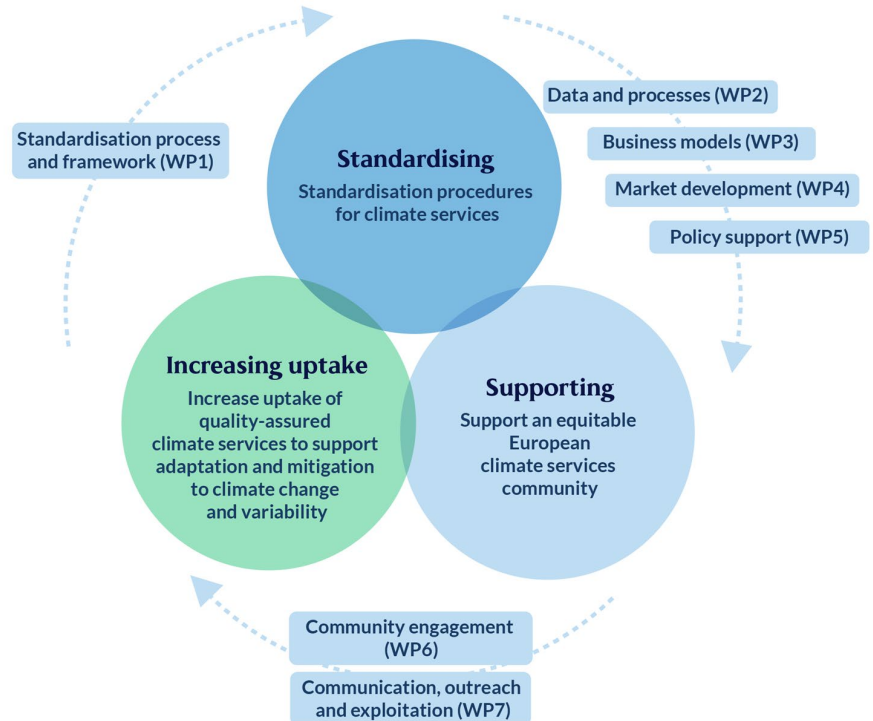 Standardisation process
and framework (WP1)
Data and processes (WP2)
Business models (WP3)
Market development (WP4)
Policy support (WP5)
Standardising
Standardisation procedures
for climate services
Increasing uptake
Increase uptake of
quality-assured
climate services to support
adaptation and mitigation
to climate change
and variability
Supporting
Support an equitable
European
climate services
community
Community engagement
(WP6)
Communication, outreach
and exploitation (WP7)